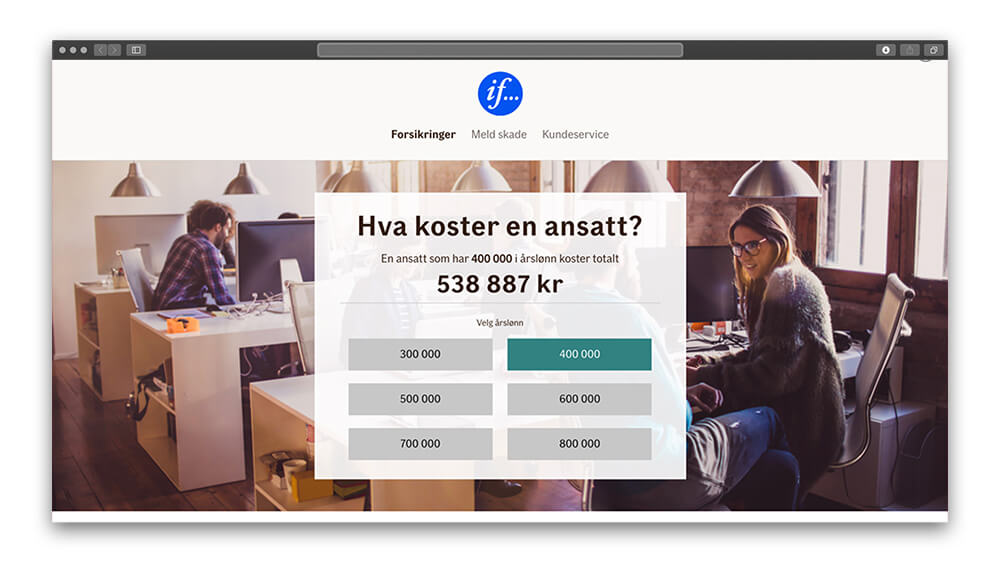 if...
Forsikringer Meld skade Kundeservice
Hva koster en ansatt?
En ansatt som har 400 000 i årslønn koster totalt
538 887 kr
Velg årslønn
300 000 400 000
500 000 600 000
700 000 800 000